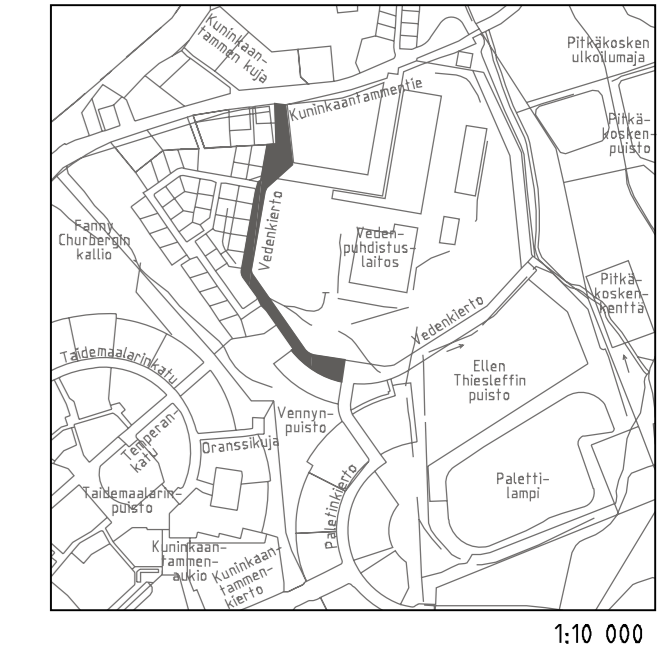 Kuninkaan-
tammen kuja
Pitkäkosken
ulkoilumaja
Kuninkaantammentie
Pitkä-
kosken-
puisto
Vedenkierto
Fanny
Churbergin
kallio
Veden-
puhdistus-
laitos
Pitkä-
kosken-
kenttä
Vedenkierto
Taidemaalarinkatu
Ellen
Thiesleffin
puisto
Vennyn-
puisto
Temperan-
katu
Oranssikuja
Taidemaalarin-
puisto
Paletinkierto
Paletti-
lampi
Kuninkaan-
tammen-
aukio
Kuninkaan-
tammen-
kierto
1:10 000